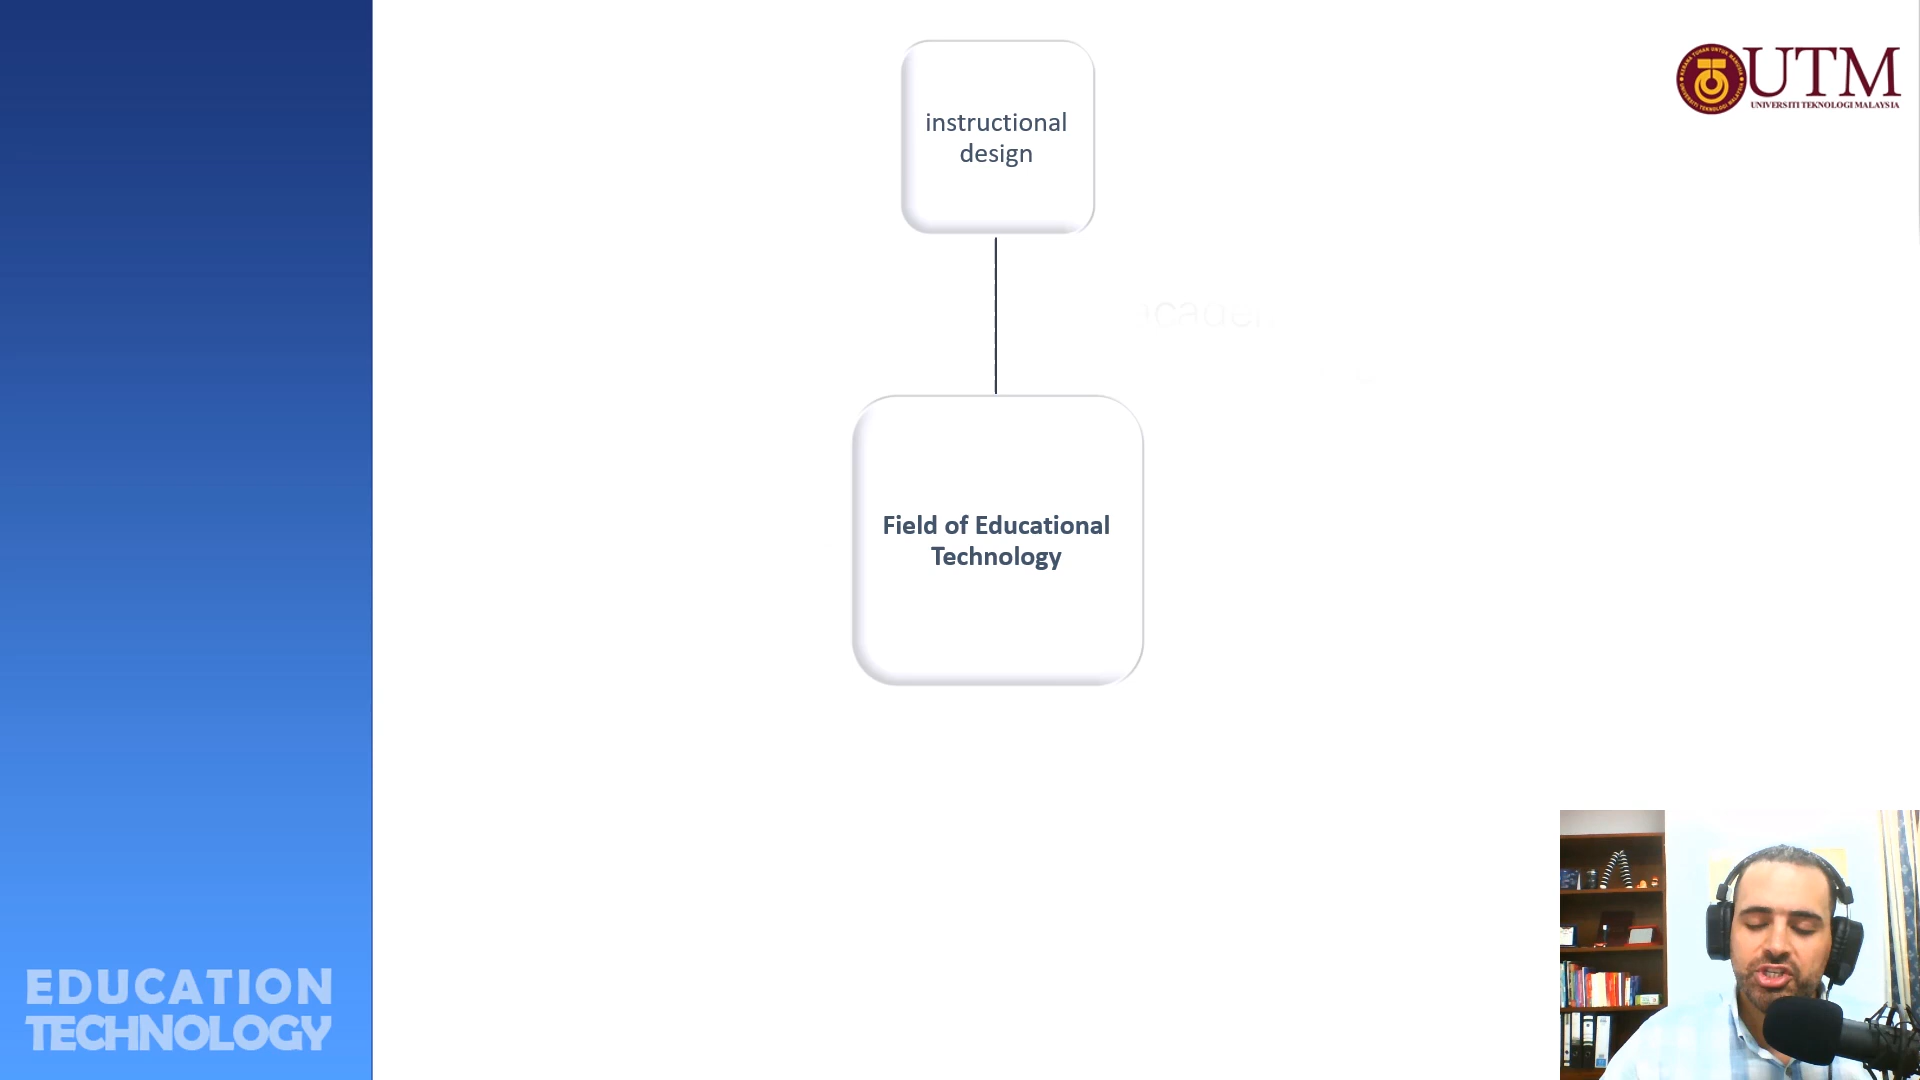 instructional
design
UTM
UNIVERSITI TEKNOLOGI MALAYSIA
Field of Educational
Technology
EDUCATION
TECHNOLOGY